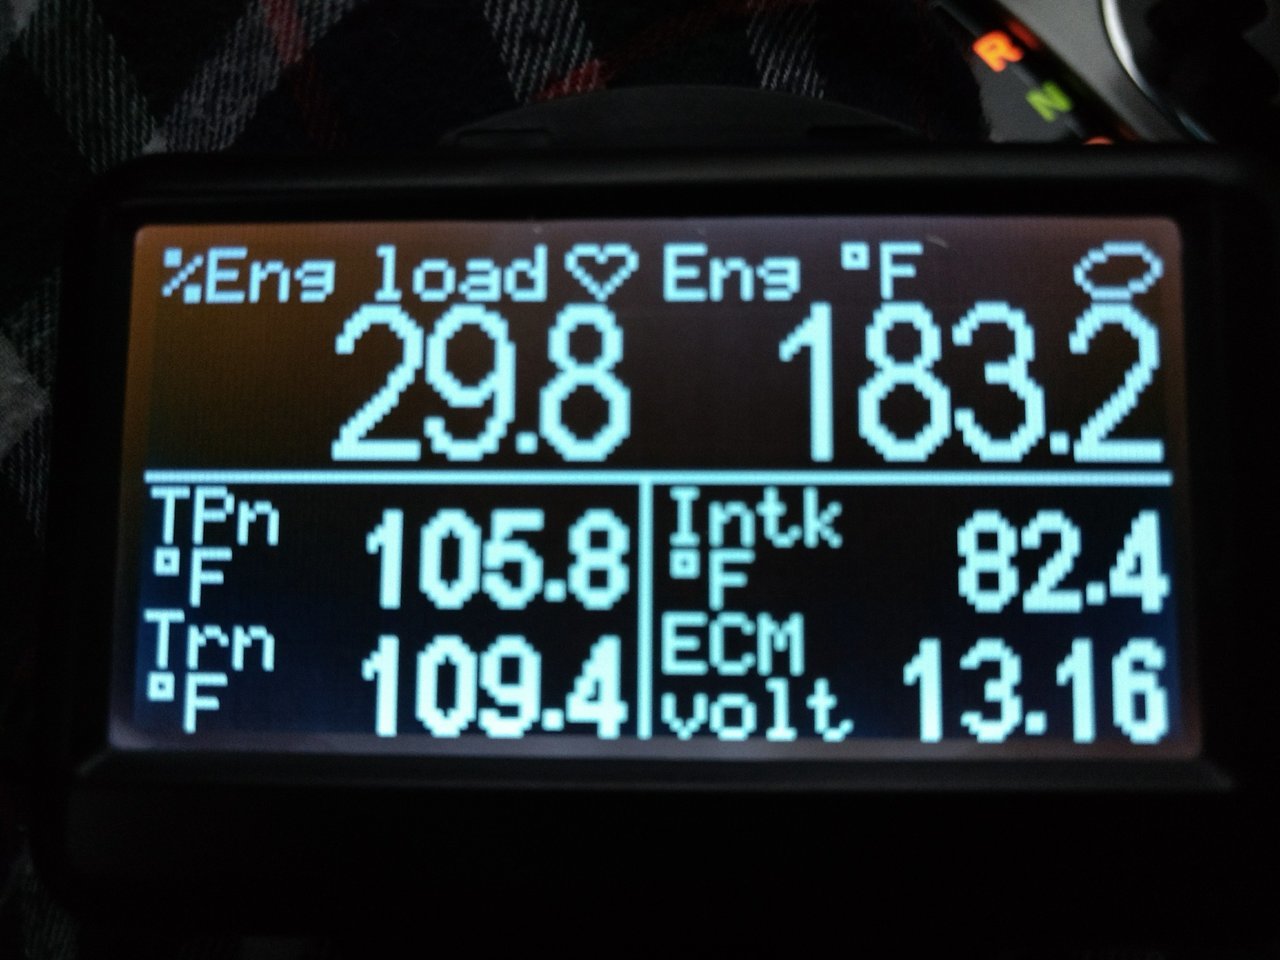 R
N
%Eng load Eng °F
29.8 183.2
TPn °F 105.8
Trn °F 109.4
Intk °F 82.4
ECM volt 13.16